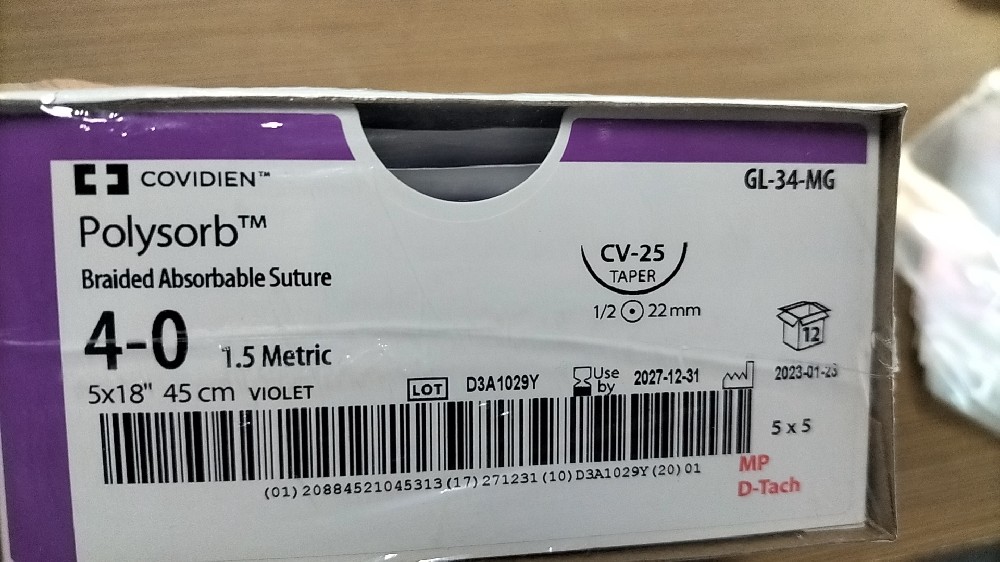 COVIDIEN™
GL-34-MG
Polysorb™
Braided Absorbable Suture
CV-25
TAPER
1/2 22 mm
4-0 1.5 Metric
12
5x18" 45 cm VIOLET
LOT D3A1029Y
Use by 2027-12-31
2023-01-23
5 x 5
(01) 20884521045313 (17) 271231 (10) D3A1029Y (20) 01
MP
D-Tach